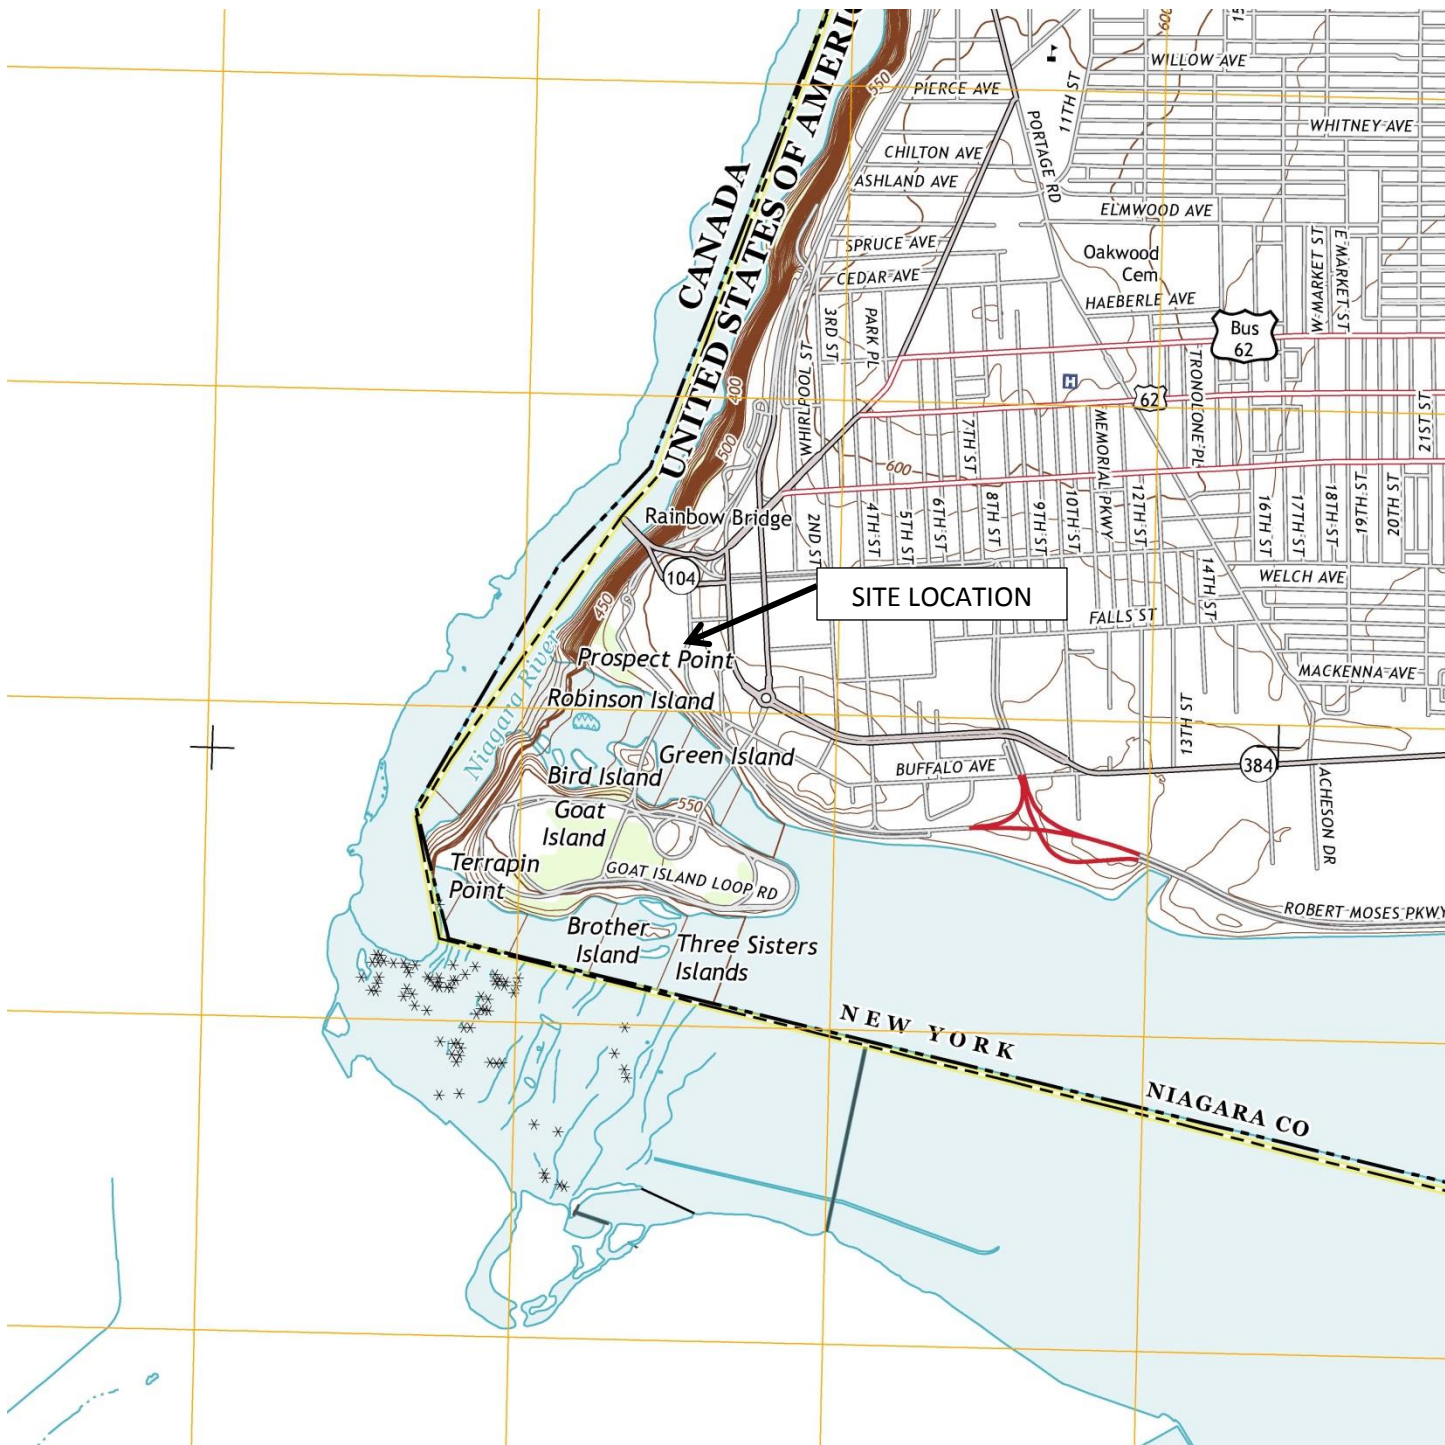 600
15
WILLOW AVE
550
PIERCE AVE
11TH ST
PORTAGE RD
WHITNEY AVE
CHILTON AVE
ASHLAND AVE
CANADA
UNITED STATES OF AMERIC
ELMWOOD AVE
SPRUCE AVE
CEDAR AVE
Oakwood
Cem
HAEBERLE AVE
W MARKET ST
E MARKET ST
3RD ST
PARK PL
Bus
62
WHIRLPOOL ST
TRONOLONE PL
400
62
H
21ST ST
500
7TH ST
MEMORIAL PKWY
600
Rainbow Bridge
2ND ST
4TH ST
5TH ST
6TH ST
8TH ST
9TH ST
10TH ST
12TH ST
16TH ST
17TH ST
18TH ST
19TH ST
20TH ST
104
14TH ST
WELCH AVE
SITE LOCATION
450
FALLS ST
Prospect Point
MACKENNA AVE
Niagara River
Robinson Island
13TH ST
Green Island
BUFFALO AVE
384
Bird Island
ACHESON DR
550
Goat
Island
Terrapin
Point
GOAT ISLAND LOOP RD
ROBERT MOSES PKWY
Brother
Island
Three Sisters
Islands
NEW YORK
NIAGARA CO